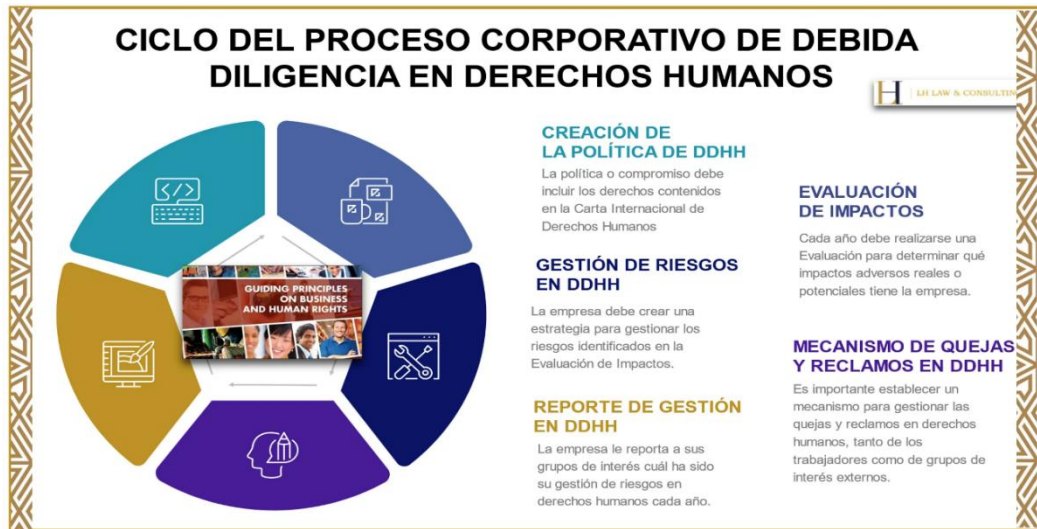 CICLO DEL PROCESO CORPORATIVO DE DEBIDA
DILIGENCIA EN DERECHOS HUMANOS
LH LAW & CONSULTING
GUIDING PRINCIPLES
ON BUSINESS
AND HUMAN RIGHTS
CREACIÓN DE
LA POLÍTICA DE DDHH
La política o compromiso debe
incluir los derechos contenidos
en la Carta Internacional de
Derechos Humanos
EVALUACIÓN
DE IMPACTOS
Cada año debe realizarse una
Evaluación para determinar qué
impactos adversos reales o
potenciales tiene la empresa.
GESTIÓN DE RIESGOS
EN DDHH
La empresa debe crear una
estrategia para gestionar los
riesgos identificados en la
Evaluación de Impactos.
MECANISMO DE QUEJAS
Y RECLAMOS EN DDHH
Es importante establecer un
mecanismo para gestionar las
quejas y reclamos en derechos
humanos, tanto de los
trabajadores como de grupos de
interés externos.
REPORTE DE GESTIÓN
EN DDHH
La empresa le reporta a sus
grupos de interés cuál ha sido
su gestión de riesgos en
derechos humanos cada año.